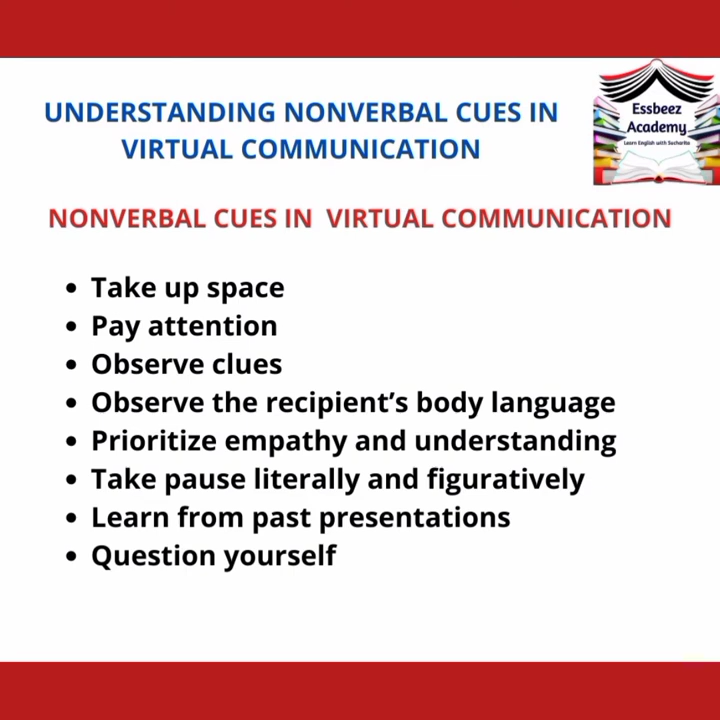 UNDERSTANDING NONVERBAL CUES IN
VIRTUAL COMMUNICATION
Essbeez
Academy
Learn English with Sucharita
NONVERBAL CUES IN VIRTUAL COMMUNICATION
• Take up space
• Pay attention
• Observe clues
• Observe the recipient’s body language
• Prioritize empathy and understanding
• Take pause literally and figuratively
• Learn from past presentations
• Question yourself